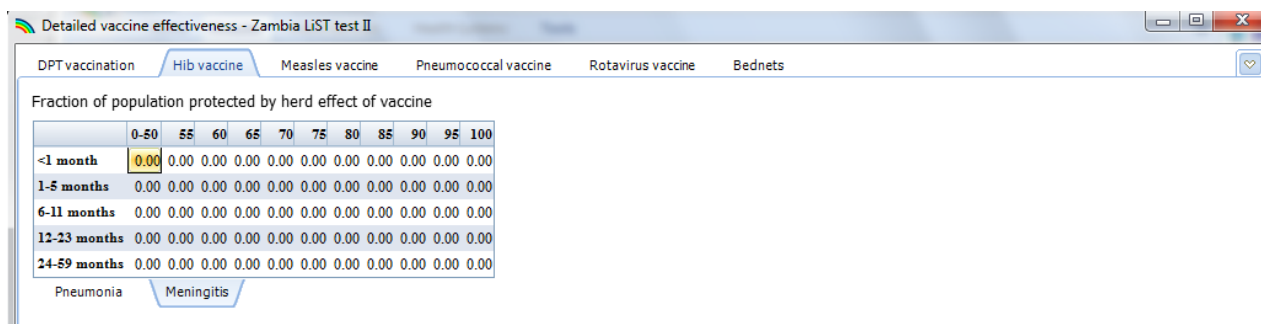 Detailed vaccine effectiveness - Zambia LiST test II
DPT vaccination Hib vaccine Measles vaccine Pneumococcal vaccine Rotavirus vaccine Bednets
Fraction of population protected by herd effect of vaccine
0-50 55 60 65 70 75 80 85 90 95 100
<1 month 0.00 0.00 0.00 0.00 0.00 0.00 0.00 0.00 0.00 0.00 0.00
1-5 months 0.00 0.00 0.00 0.00 0.00 0.00 0.00 0.00 0.00 0.00 0.00
6-11 months 0.00 0.00 0.00 0.00 0.00 0.00 0.00 0.00 0.00 0.00 0.00
12-23 months 0.00 0.00 0.00 0.00 0.00 0.00 0.00 0.00 0.00 0.00 0.00
24-59 months 0.00 0.00 0.00 0.00 0.00 0.00 0.00 0.00 0.00 0.00 0.00
Pneumonia Meningitis